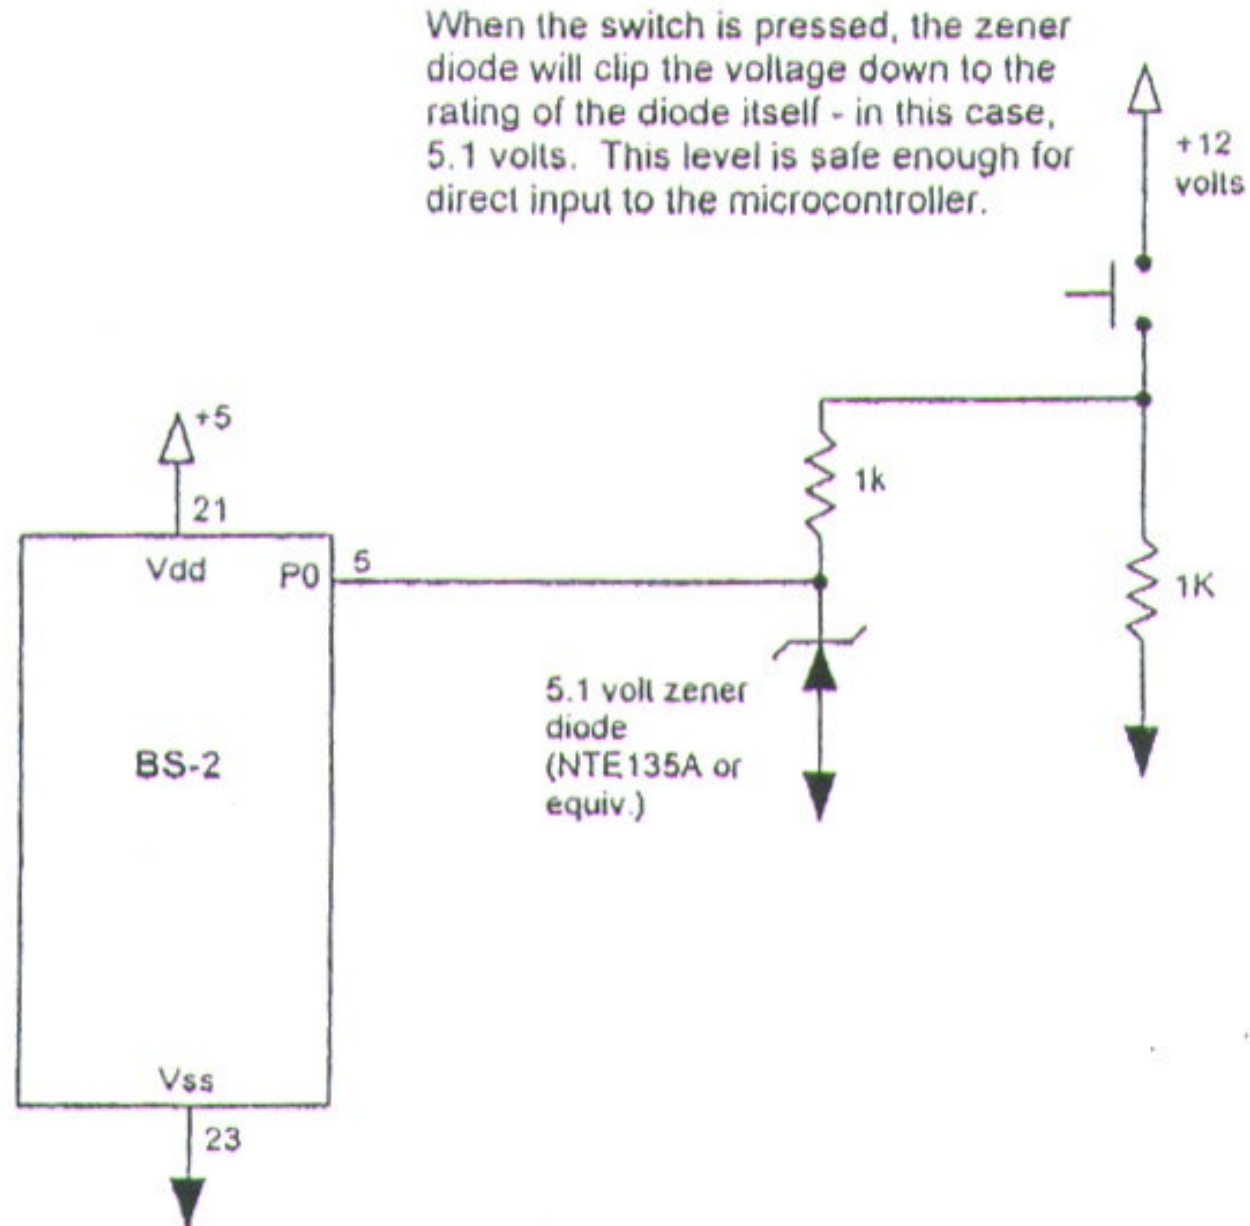 When the switch is pressed, the zener
diode will clip the voltage down to the
rating of the diode itself - in this case,
5.1 volts. This level is safe enough for
direct input to the microcontroller.
+12
volts
+5
21
Vdd
P0
5
1k
1K
5.1 volt zener
diode
(NTE135A or
equiv.)
BS-2
Vss
23